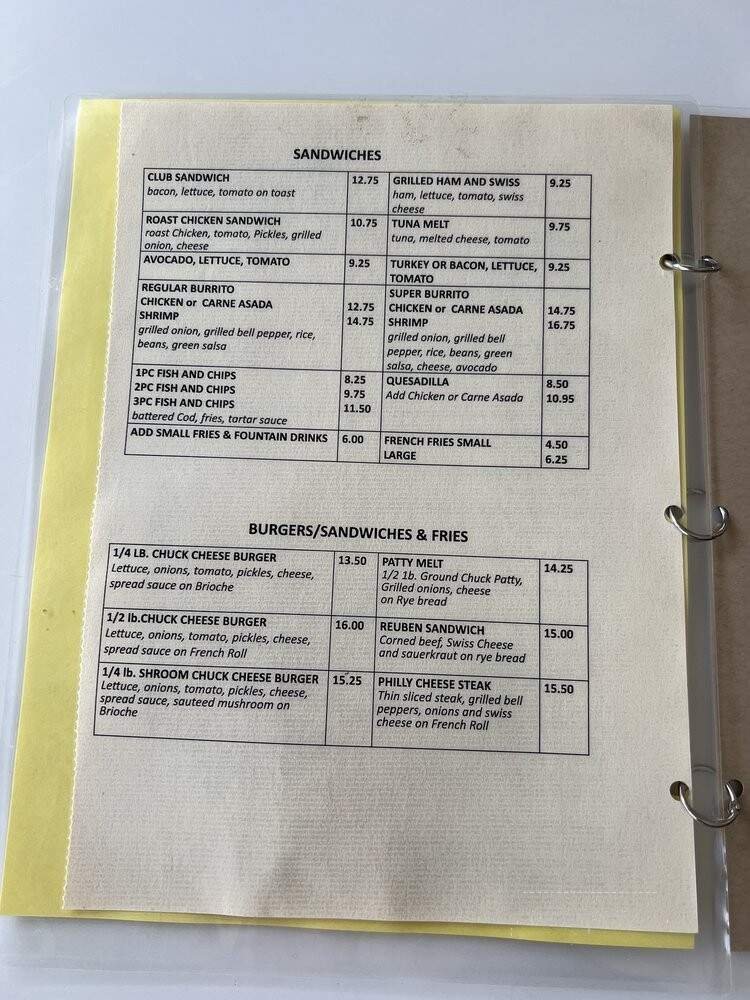 SANDWICHES
CLUB SANDWICH 12.75
bacon, lettuce, tomato on toast
GRILLED HAM AND SWISS 9.25
ham, lettuce, tomato, swiss
cheese
ROAST CHICKEN SANDWICH 10.75
roast Chicken, tomato, Pickles, grilled
onion, cheese
TUNA MELT 9.75
tuna, melted cheese, tomato
AVOCADO, LETTUCE, TOMATO 9.25
TURKEY OR BACON, LETTUCE, 9.25
TOMATO
REGULAR BURRITO
CHICKEN or CARNE ASADA 12.75
SHRIMP 14.75
grilled onion, grilled bell pepper, rice,
beans, green salsa
SUPER BURRITO
CHICKEN or CARNE ASADA 14.75
SHRIMP 16.75
grilled onion, grilled bell
pepper, rice, beans, green
salsa, cheese, avocado
1PC FISH AND CHIPS 8.25
2PC FISH AND CHIPS 9.75
3PC FISH AND CHIPS 11.50
battered Cod, fries, tartar sauce
QUESADILLA 8.50
Add Chicken or Carne Asada 10.95
ADD SMALL FRIES & FOUNTAIN DRINKS 6.00
FRENCH FRIES SMALL 4.50
LARGE 6.25
BURGERS/SANDWICHES & FRIES
1/4 LB. CHUCK CHEESE BURGER 13.50
Lettuce, onions, tomato, pickles, cheese,
spread sauce on Brioche
PATTY MELT 14.25
1/2 1b. Ground Chuck Patty,
Grilled onions, cheese
on Rye bread
1/2 lb.CHUCK CHEESE BURGER 16.00
Lettuce, onions, tomato, pickles, cheese,
spread sauce on French Roll
REUBEN SANDWICH 15.00
Corned beef, Swiss Cheese
and sauerkraut on rye bread
1/4 lb. SHROOM CHUCK CHEESE BURGER 15.25
Lettuce, onions, tomato, pickles, cheese,
spread sauce, sauteed mushroom on
Brioche
PHILLY CHEESE STEAK 15.50
Thin sliced steak, grilled bell
peppers, onions and swiss
cheese on French Roll